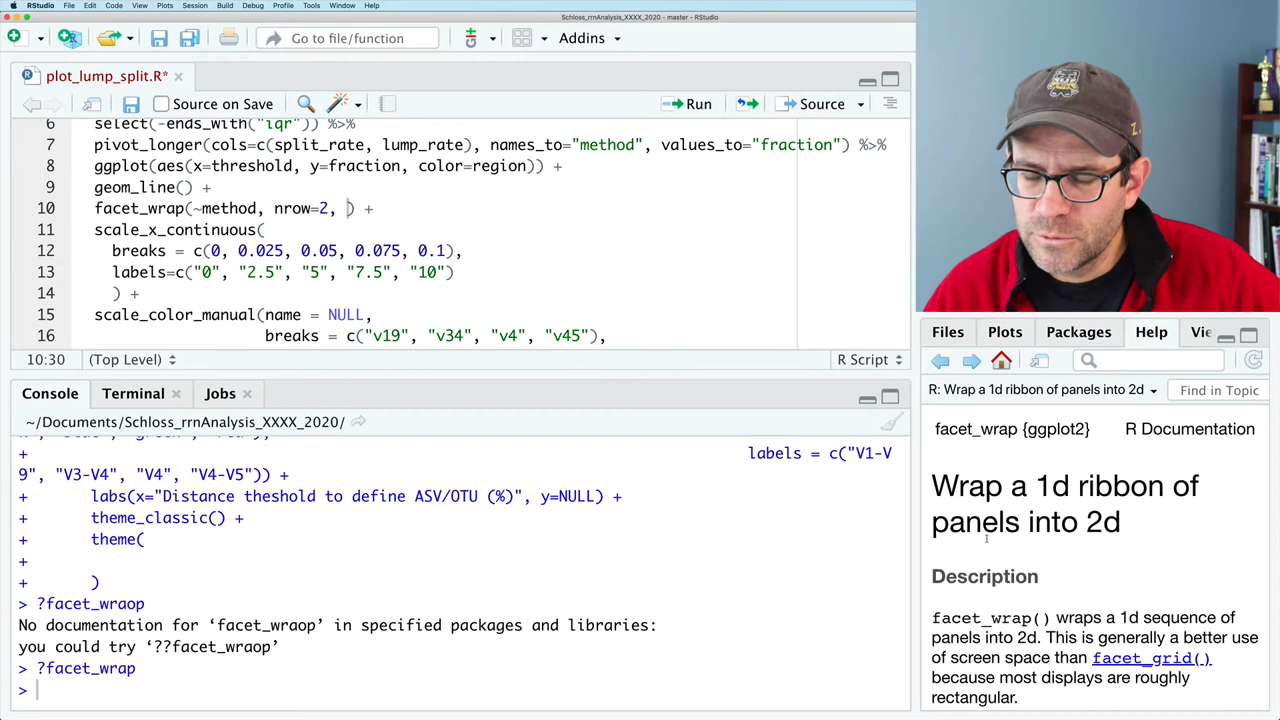 RStudio File Edit Code View Plots Session Build Debug Profile Tools Window Help
Schloss_rrnAnalysis_XXXX_2020 - master - RStudio
Go to file/function
Addins
plot_lump_split.R*
Source on Save
Run
Source
6 select(-ends_with("iqr")) %>%
7 pivot_longer(cols=c(split_rate, lump_rate), names_to="method", values_to="fraction") %>%
8 ggplot(aes(x=threshold, y=fraction, color=region)) +
9 geom_line() +
10 facet_wrap(~method, nrow=2, ) +
11 scale_x_continuous(
12 breaks = c(0, 0.025, 0.05, 0.075, 0.1),
13 labels=c("0", "2.5", "5", "7.5", "10")
14 ) +
15 scale_color_manual(name = NULL,
16 breaks = c("v19", "v34", "v4", "v45"),
10:30 (Top Level) R Script
Console Terminal Jobs
~/Documents/Schloss_rrnAnalysis_XXXX_2020/
+ labels = c("V1-V
9", "V3-V4", "V4", "V4-V5")) +
+ labs(x="Distance theshold to define ASV/OTU (%)", y=NULL) +
+ theme_classic() +
+ theme(
+
+ )
> ?facet_wraop
No documentation for ‘facet_wraop’ in specified packages and libraries:
you could try ‘??facet_wraop’
> ?facet_wrap
>
Files Plots Packages Help Vi
R: Wrap a 1d ribbon of panels into 2d
Find in Topic
facet_wrap {ggplot2} R Documentation
Wrap a 1d ribbon of
panels into 2d
Description
facet_wrap() wraps a 1d sequence of
panels into 2d. This is generally a better use
of screen space than facet_grid()
because most displays are roughly
rectangular.